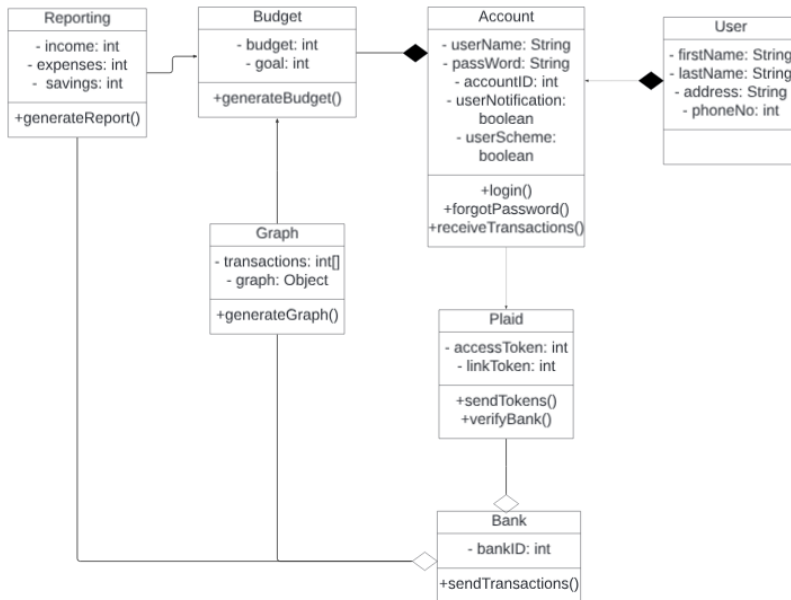 Reporting
- income: int
- expenses: int
- savings: int
+generateReport()
Budget
- budget: int
- goal: int
+generateBudget()
Account
- userName: String
- passWord: String
- accountID: int
- userNotification:
boolean
- userScheme:
boolean
+login()
+forgotPassword()
+receiveTransactions()
User
- firstName: String
- lastName: String
- address: String
- phoneNo: int
Graph
- transactions: int[]
- graph: Object
+generateGraph()
Plaid
- accessToken: int
- linkToken: int
+sendTokens()
+verifyBank()
Bank
- bankID: int
+sendTransactions()